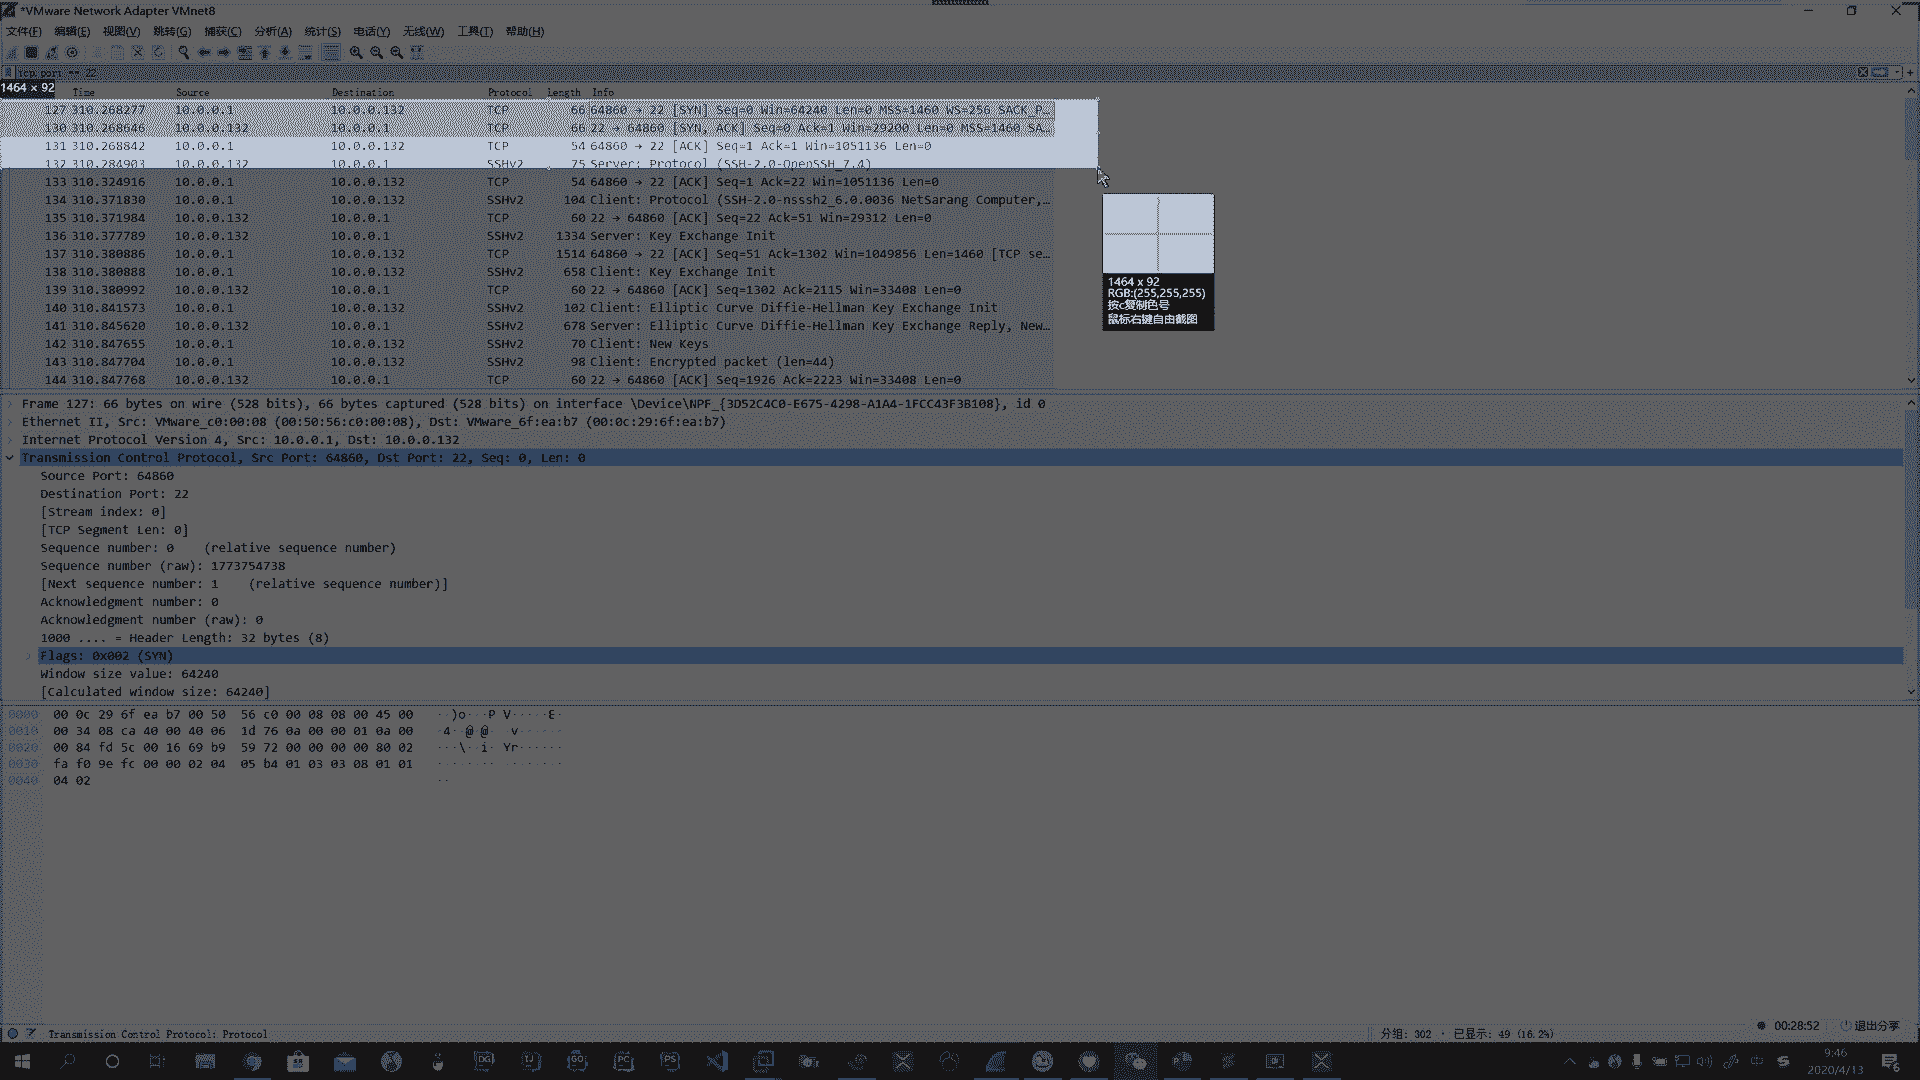 *VMware Network Adapter VMnet8
文件(F) 编辑(E) 视图(V) 跳转(G) 捕获(C) 分析(A) 统计(S) 电话(Y) 无线(W) 工具(T) 帮助(H)
tcp.port == 22
1464 × 92
Time Source Destination Protocol Length Info
127 310.268277 10.0.0.1 10.0.0.132 TCP 66 64860 → 22 [SYN] Seq=0 Win=64240 Len=0 MSS=1460 WS=256 SACK_P…
130 310.268646 10.0.0.132 10.0.0.1 TCP 66 22 → 64860 [SYN, ACK] Seq=0 Ack=1 Win=29200 Len=0 MSS=1460 SA…
131 310.268842 10.0.0.1 10.0.0.132 TCP 54 64860 → 22 [ACK] Seq=1 Ack=1 Win=1051136 Len=0
132 310.284903 10.0.0.132 10.0.0.1 SSHv2 75 Server: Protocol (SSH-2.0-OpenSSH_7.4)
133 310.324916 10.0.0.1 10.0.0.132 TCP 54 64860 → 22 [ACK] Seq=1 Ack=22 Win=1051136 Len=0
134 310.371830 10.0.0.1 10.0.0.132 SSHv2 104 Client: Protocol (SSH-2.0-nsssh2_6.0.0036 NetSarang Computer,…
135 310.371984 10.0.0.132 10.0.0.1 TCP 60 22 → 64860 [ACK] Seq=22 Ack=51 Win=29312 Len=0
136 310.377789 10.0.0.132 10.0.0.1 SSHv2 1334 Server: Key Exchange Init
137 310.380886 10.0.0.1 10.0.0.132 TCP 1514 64860 → 22 [ACK] Seq=51 Ack=1302 Win=1049856 Len=1460 [TCP se…
138 310.380888 10.0.0.1 10.0.0.132 SSHv2 658 Client: Key Exchange Init
139 310.380992 10.0.0.132 10.0.0.1 TCP 60 22 → 64860 [ACK] Seq=1302 Ack=2115 Win=33408 Len=0
140 310.841573 10.0.0.1 10.0.0.132 SSHv2 102 Client: Elliptic Curve Diffie-Hellman Key Exchange Init
141 310.845620 10.0.0.132 10.0.0.1 SSHv2 678 Server: Elliptic Curve Diffie-Hellman Key Exchange Reply, New…
142 310.847655 10.0.0.1 10.0.0.132 SSHv2 70 Client: New Keys
143 310.847704 10.0.0.1 10.0.0.132 SSHv2 98 Client: Encrypted packet (len=44)
144 310.847768 10.0.0.132 10.0.0.1 TCP 60 22 → 64860 [ACK] Seq=1926 Ack=2223 Win=33408 Len=0
1464 x 92
RGB:(255,255,255)
按c复制色号
鼠标右键自由截图
Frame 127: 66 bytes on wire (528 bits), 66 bytes captured (528 bits) on interface \Device\NPF_{3D52C4C0-E675-4298-A1A4-1FCC43F3B108}, id 0
Ethernet II, Src: VMware_c0:00:08 (00:50:56:c0:00:08), Dst: VMware_6f:ea:b7 (00:0c:29:6f:ea:b7)
Internet Protocol Version 4, Src: 10.0.0.1, Dst: 10.0.0.132
Transmission Control Protocol, Src Port: 64860, Dst Port: 22, Seq: 0, Len: 0
Source Port: 64860
Destination Port: 22
[Stream index: 0]
[TCP Segment Len: 0]
Sequence number: 0 (relative sequence number)
Sequence number (raw): 1773754738
[Next sequence number: 1 (relative sequence number)]
Acknowledgment number: 0
Acknowledgment number (raw): 0
1000 .... = Header Length: 32 bytes (8)
Flags: 0x002 (SYN)
Window size value: 64240
[Calculated window size: 64240]
0000 00 0c 29 6f ea b7 00 50 56 c0 00 08 08 00 45 00 ··)o···P V·····E·
0010 00 34 08 ca 40 00 40 06 1d 76 0a 00 00 01 0a 00 ·4··@·@· ·v······
0020 00 84 fd 5c 00 16 69 b9 59 72 00 00 00 00 80 02 ···\··i· Yr······
0030 fa f0 9e fc 00 00 02 04 05 b4 01 03 03 08 01 01 ········ ········
0040 04 02 ··
Transmission Control Protocol: Protocol
分组: 302 · 已显示: 49 (16.2%)
00:28:52 退出分享
DG TJ GO PC PS
9:46
2020/4/13
6